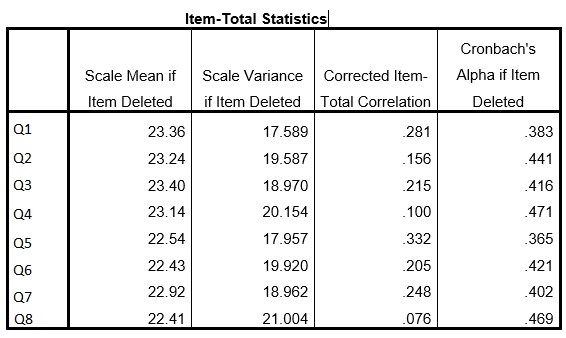 Item-Total Statistics
Scale Mean if Item Deleted Scale Variance if Item Deleted Corrected Item-Total Correlation Cronbach's Alpha if Item Deleted
Q1 23.36 17.589 .281 .383
Q2 23.24 19.587 .156 .441
Q3 23.40 18.970 .215 .416
Q4 23.14 20.154 .100 .471
Q5 22.54 17.957 .332 .365
Q6 22.43 19.920 .205 .421
Q7 22.92 18.962 .248 .402
Q8 22.41 21.004 .076 .469